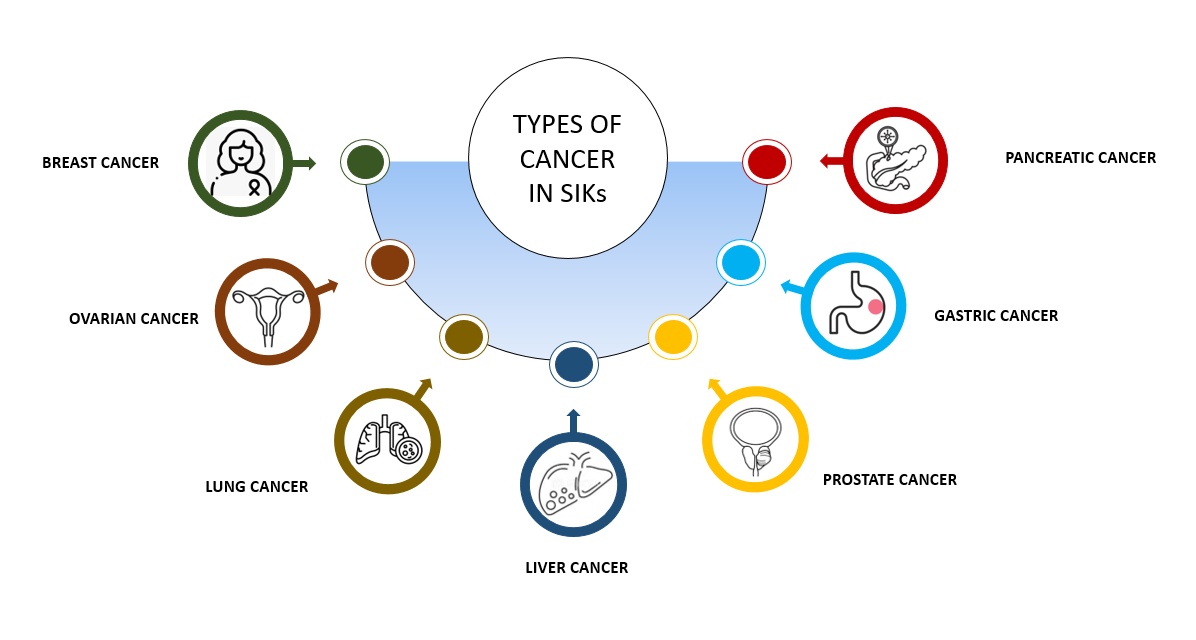 TYPES OF
CANCER
IN SIKs
BREAST CANCER
PANCREATIC CANCER
OVARIAN CANCER
GASTRIC CANCER
LUNG CANCER
PROSTATE CANCER
LIVER CANCER